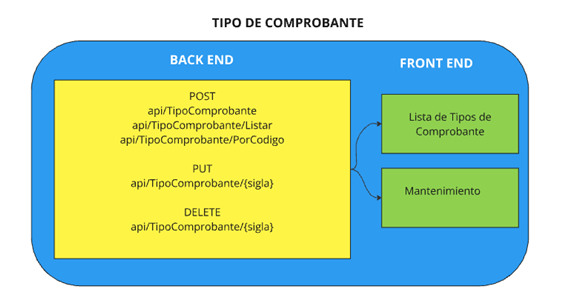 TIPO DE COMPROBANTE
BACK END
POST
api/TipoComprobante
api/TipoComprobante/Listar
api/TipoComprobante/PorCodigo
PUT
api/TipoComprobante/{sigla}
DELETE
api/TipoComprobante/{sigla}
FRONT END
Lista de Tipos de
Comprobante
Mantenimiento